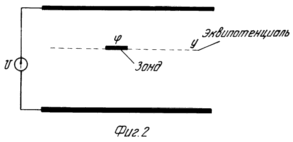 φ
Эквипотенциаль
y
U
Зонд
Фиг. 2